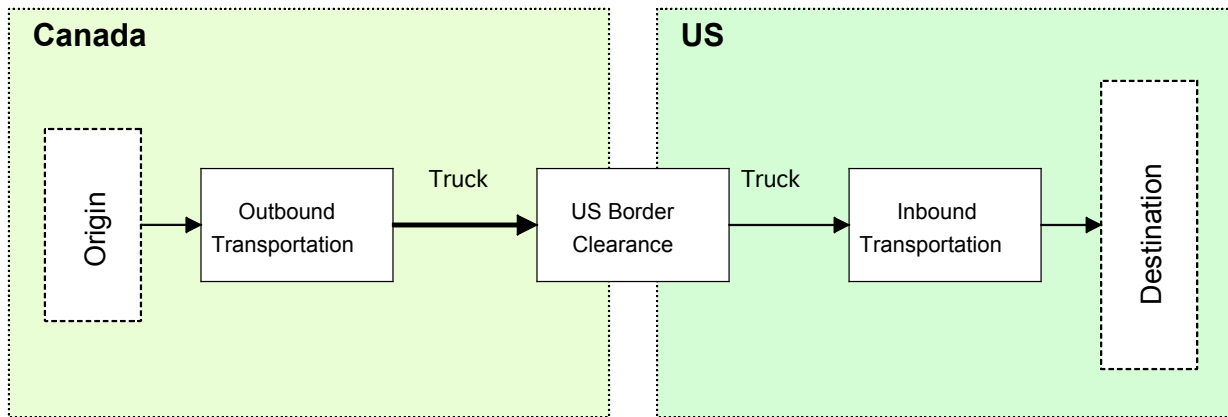 Canada
US
Origin
Outbound
Transportation
Truck
US Border
Clearance
Truck
Inbound
Transportation
Destination